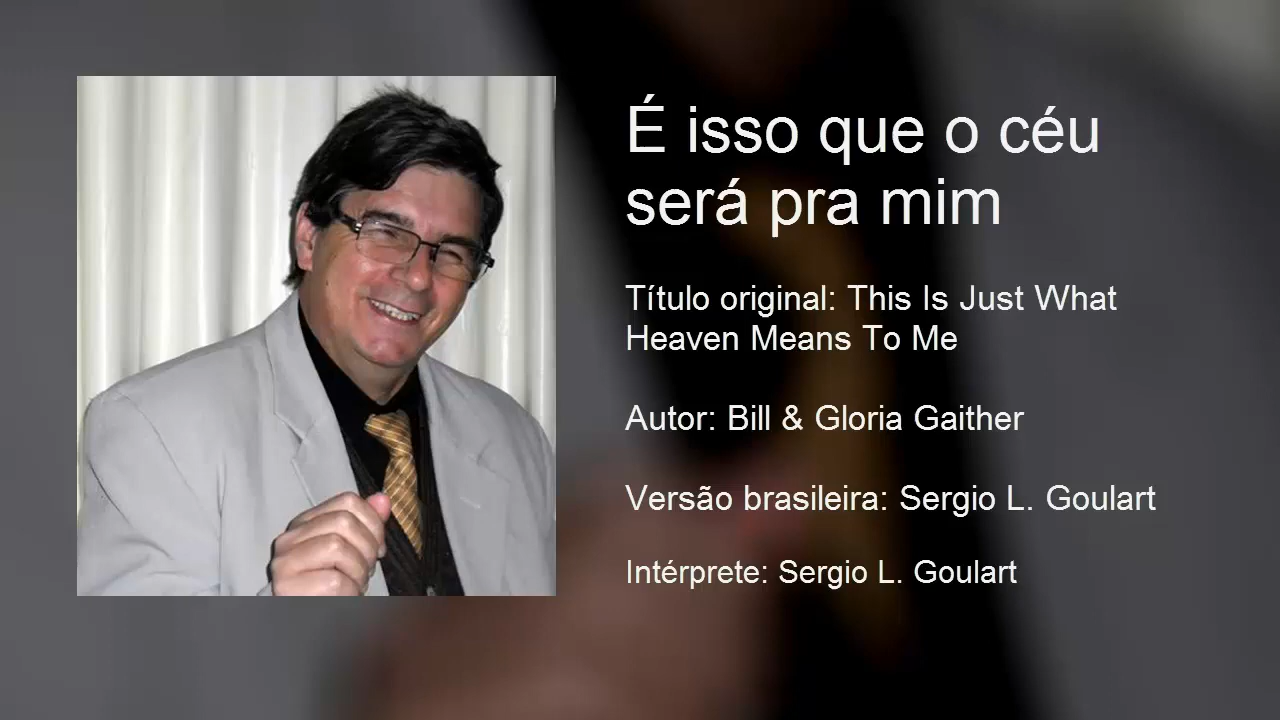 É isso que o céu
será pra mim
Título original: This Is Just What
Heaven Means To Me
Autor: Bill & Gloria Gaither
Versão brasileira: Sergio L. Goulart
Intérprete: Sergio L. Goulart